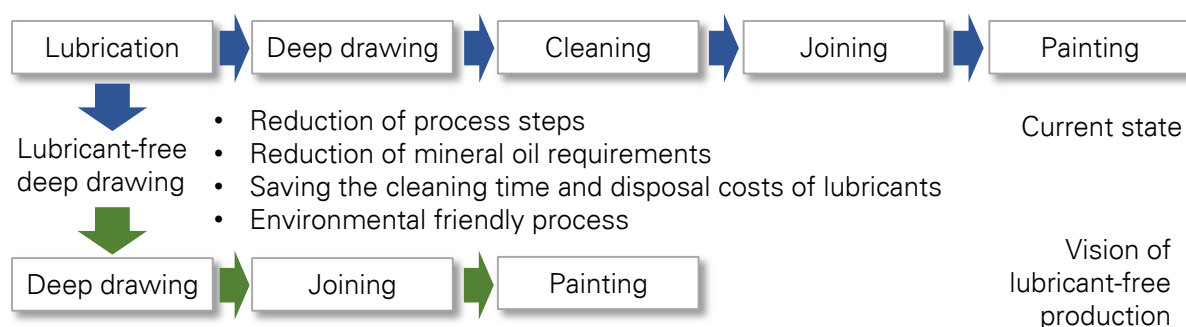 Lubrication
Deep drawing
Cleaning
Joining
Painting
Lubricant-free
deep drawing
• Reduction of process steps
• Reduction of mineral oil requirements
• Saving the cleaning time and disposal costs of lubricants
• Environmental friendly process
Current state
Deep drawing
Joining
Painting
Vision of
lubricant-free
production